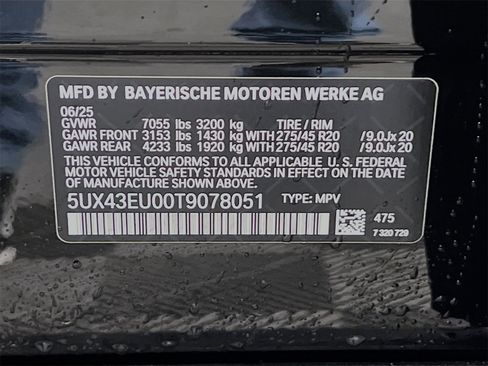 MFD BY BAYERISCHE MOTOREN WERKE AG
06/25
GVWR 7055 lbs 3200 kg TIRE / RIM
GAWR FRONT 3153 lbs 1430 kg WITH 275/45 R20 /9.0Jx 20
GAWR REAR 4233 lbs 1920 kg WITH 275/45 R20 /9.0Jx 20
THIS VEHICLE CONFORMS TO ALL APPLICABLE U. S. FEDERAL
MOTOR VEHICLE SAFETY STANDARDS IN EFFECT ON THE
DATE OF MANUFACTURE SHOWN ABOVE.
5UX43EU00T9078051 TYPE: MPV
475
7 320 729